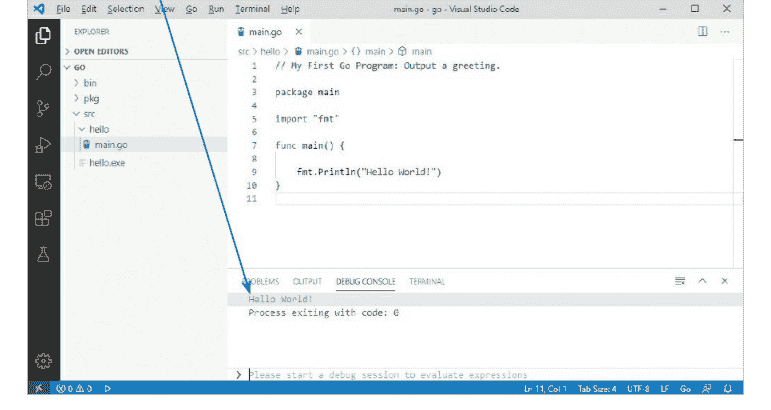 File Edit Selection View Go Run Terminal Help main.go - go - Visual Studio Code
EXPLORER
OPEN EDITORS
GO
bin
pkg
src
hello
main.go
hello.exe
main.go
src > hello > main.go > {} main > main
1 // My First Go Program: Output a greeting.
2
3 package main
4
5 import "fmt"
6
7 func main() {
8
9 fmt.Println("Hello World!")
10 }
11
PROBLEMS OUTPUT DEBUG CONSOLE TERMINAL
Hello World!
Process exiting with code: 0
Please start a debug session to evaluate expressions
0 0 Ln 11, Col 1 Tab Size: 4 UTF-8 LF Go